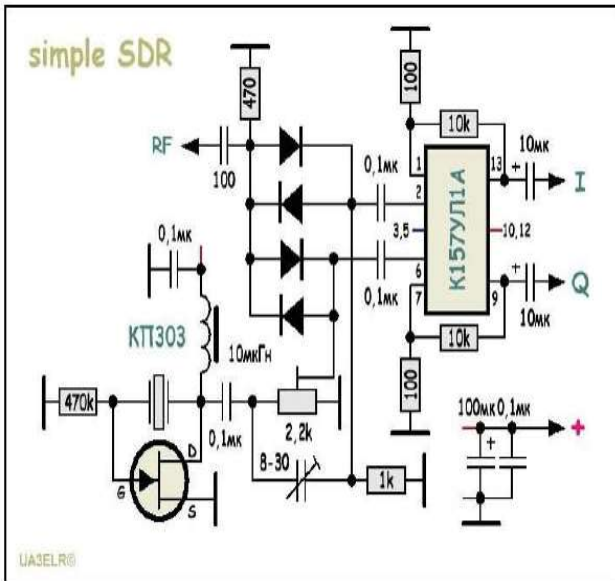 simple SDR
470
RF
100
0,1мк
КП303
10мкГн
470k
0,1мк
2,2k
8-30
1k
D
G
S
100
10k
10мк
I
0,1мк
1
13
2
3,5
К157УЛ1А
10,12
6
7
9
0,1мк
Q
10мк
10k
100
100мк
0,1мк
+
+
+
+
UA3ELR©